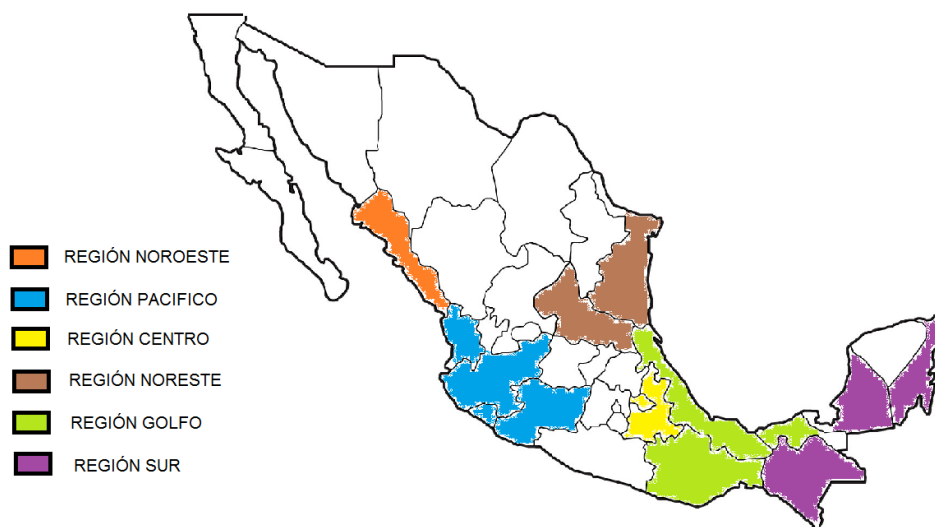 REGIÓN NOROESTE
REGIÓN PACIFICO
REGIÓN CENTRO
REGIÓN NORESTE
REGIÓN GOLFO
REGIÓN SUR